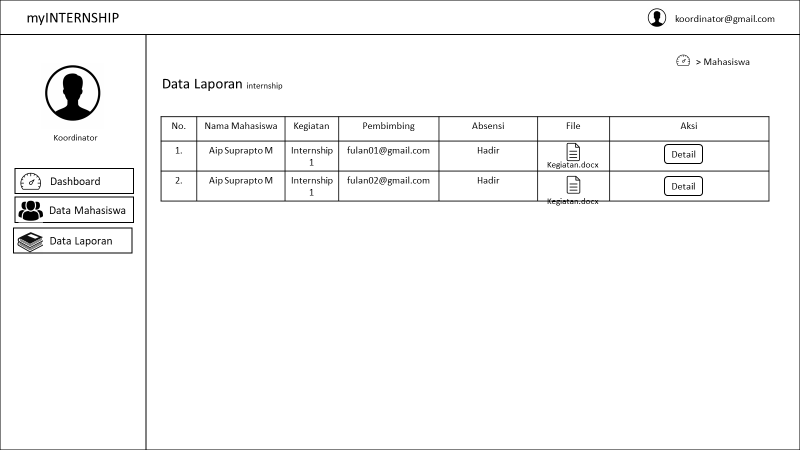 myINTERNSHIP
koordinator@gmail.com
> Mahasiswa
Data Laporan internship
Koordinator
Dashboard
Data Mahasiswa
Data Laporan
No. Nama Mahasiswa Kegiatan Pembimbing Absensi File Aksi
1. Aip Suprapto M Internship 1 fulan01@gmail.com Hadir Kegiatan.docx Detail
2. Aip Suprapto M Internship 1 fulan02@gmail.com Hadir Kegiatan.docx Detail